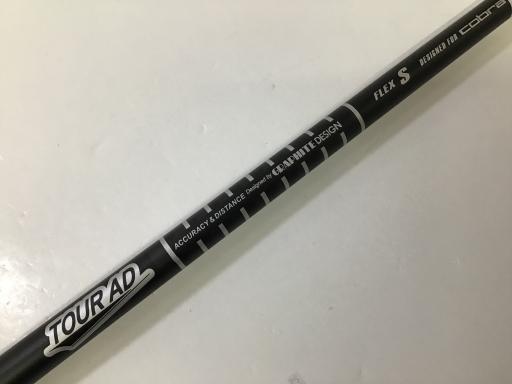 TOUR AD
ACCURACY & DISTANCE Designed by GRAPHITE DESIGN
FLEX S DESIGNED FOR cobra